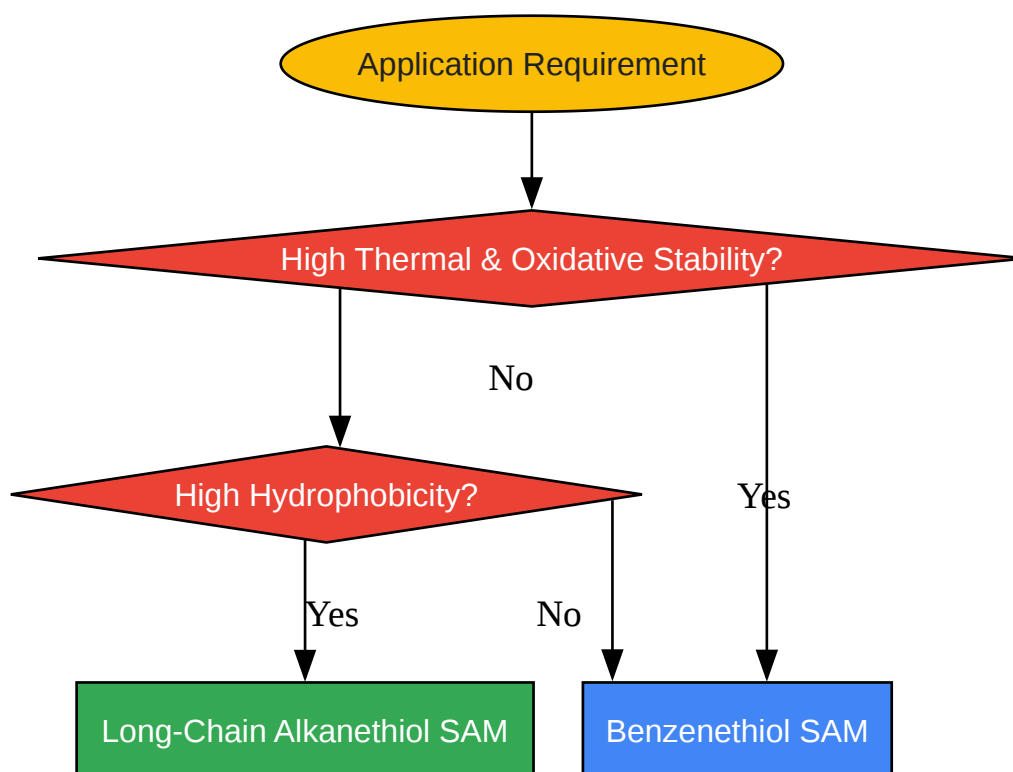 Application Requirement
High Thermal & Oxidative Stability?
No
High Hydrophobicity?
Yes
Yes
No
Long-Chain Alkanethiol SAM
Benzenethiol SAM